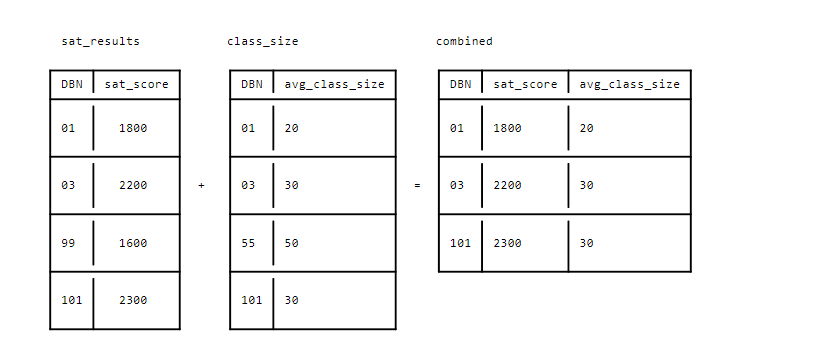 sat_results class_size combined
DBN sat_score DBN avg_class_size DBN sat_score avg_class_size
01 1800 01 20 01 1800 20
03 2200 + 03 30 = 03 2200 30
99 1600 55 50 101 2300 30
101 2300 101 30